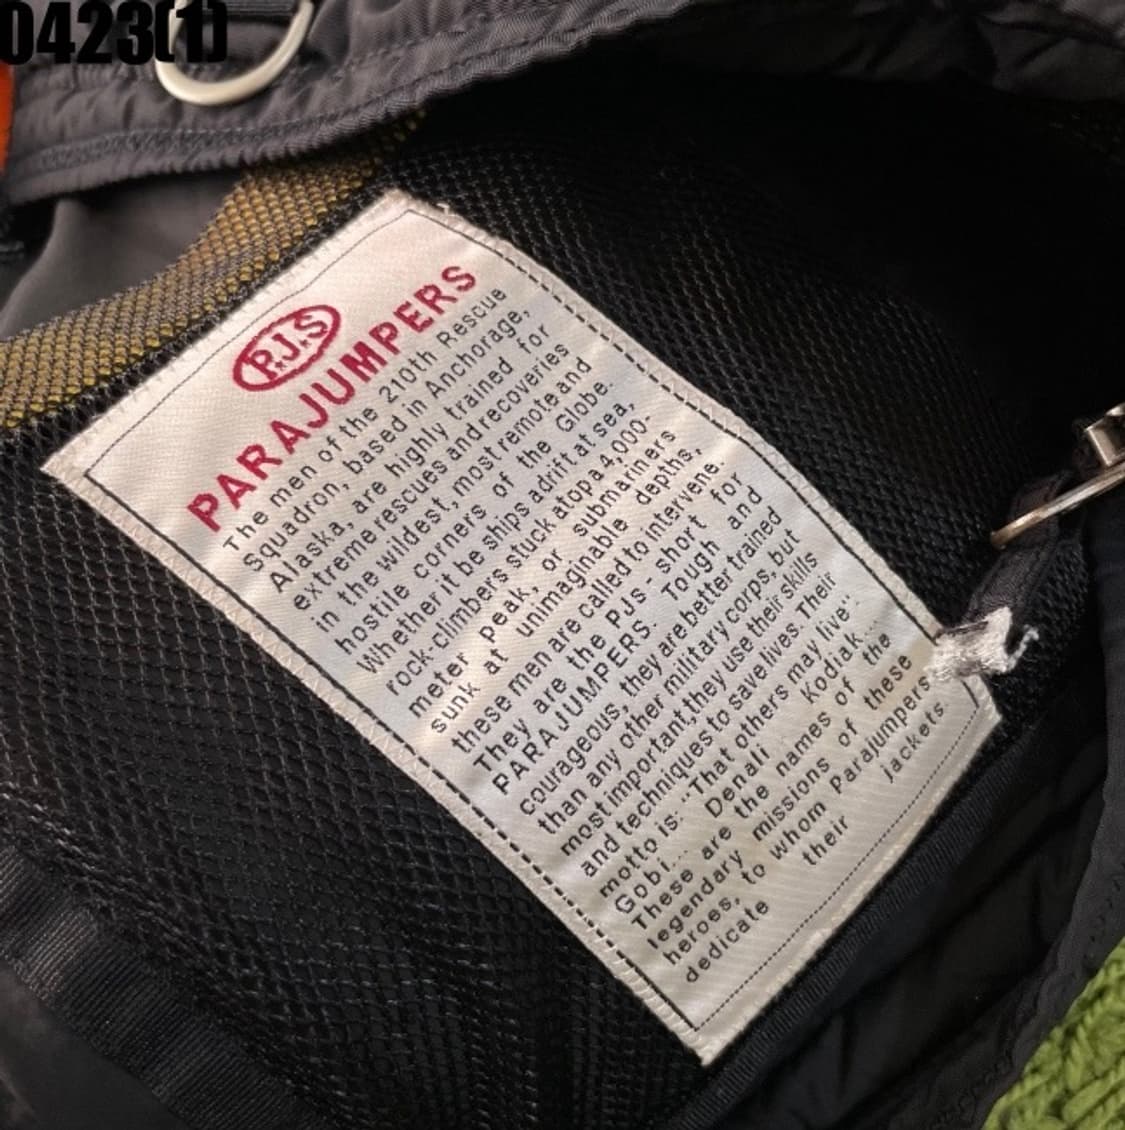 0423(1)
P.J.S
PARAJUMPERS
The men of the 210th Rescue
Squadron, based in Anchorage,
Alaska, are highly trained for
extreme rescues and recoveries
in the wildest, most remote and
hostile corners of the Globe.
Whether it be ships adrift at sea,
rock-climbers stuck atop a 4,000-
meter peak, or submariners
sunk at unimaginable depths,
these men are called to intervene.
They are the PJs - short for
PARAJUMPERS. Tough and
courageous, they are better trained
than any other military corps, but
most important, they use their skills
and techniques to save lives. Their
motto is: "That others may live".
Gobi... Denali ... Kodiak...
These are the names of the
legendary missions of these
heroes, to whom Parajumpers
dedicate their jackets